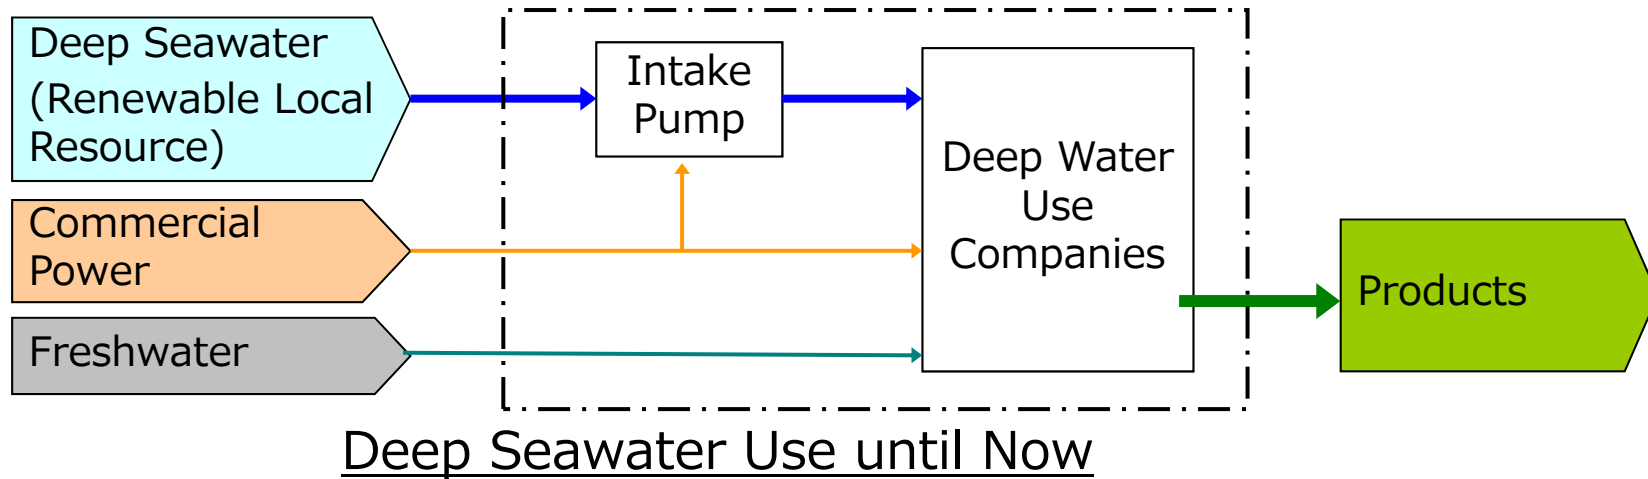 Deep Seawater
(Renewable Local
Resource)
Intake
Pump
Deep Water
Use
Companies
Commercial
Power
Products
Freshwater
Deep Seawater Use until Now